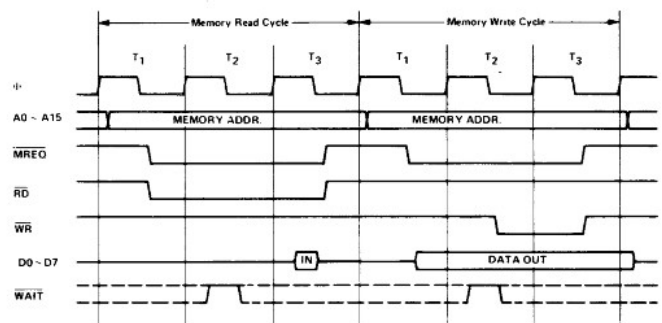 Memory Read Cycle Memory Write Cycle
T1 T2 T3 T1 T2 T3
Φ
A0 ~ A15 MEMORY ADDR. MEMORY ADDR.
MREQ
RD
WR
D0 ~ D7 IN DATA OUT
WAIT